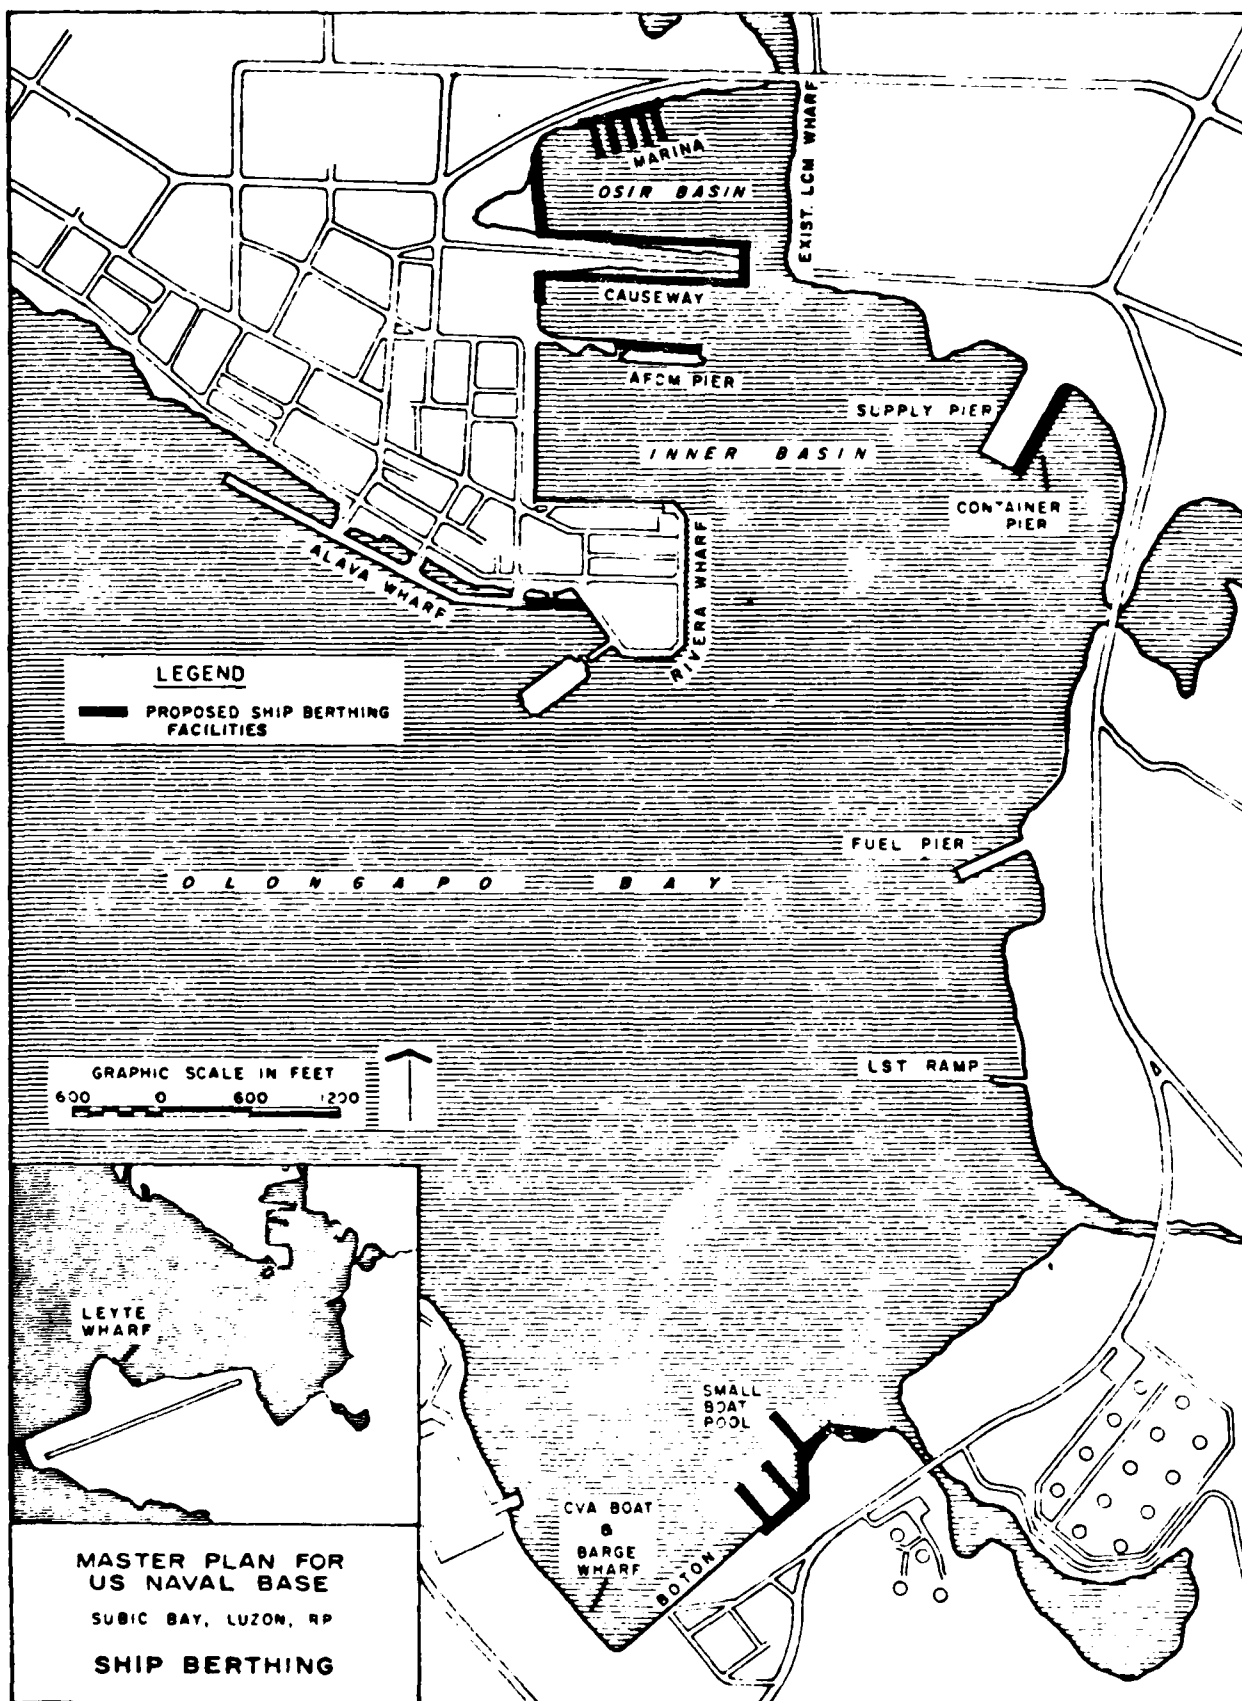 MARINA
OSIR BASIN
EXIST. LCM WHARF
CAUSEWAY
AFDM PIER
SUPPLY PIER
INNER BASIN
CONTAINER
PIER
ALAVA WHARF
RIVERA WHARF
LEGEND
PROPOSED SHIP BERTHING
FACILITIES
FUEL PIER
OLONGAPO BAY
LST RAMP
GRAPHIC SCALE IN FEET
600 0 600 1200
LEYTE
WHARF
SMALL
BOAT
POOL
CVA BOAT
&
BARGE
WHARF
BOTON
MASTER PLAN FOR
US NAVAL BASE
SUBIC BAY, LUZON, RP
SHIP BERTHING